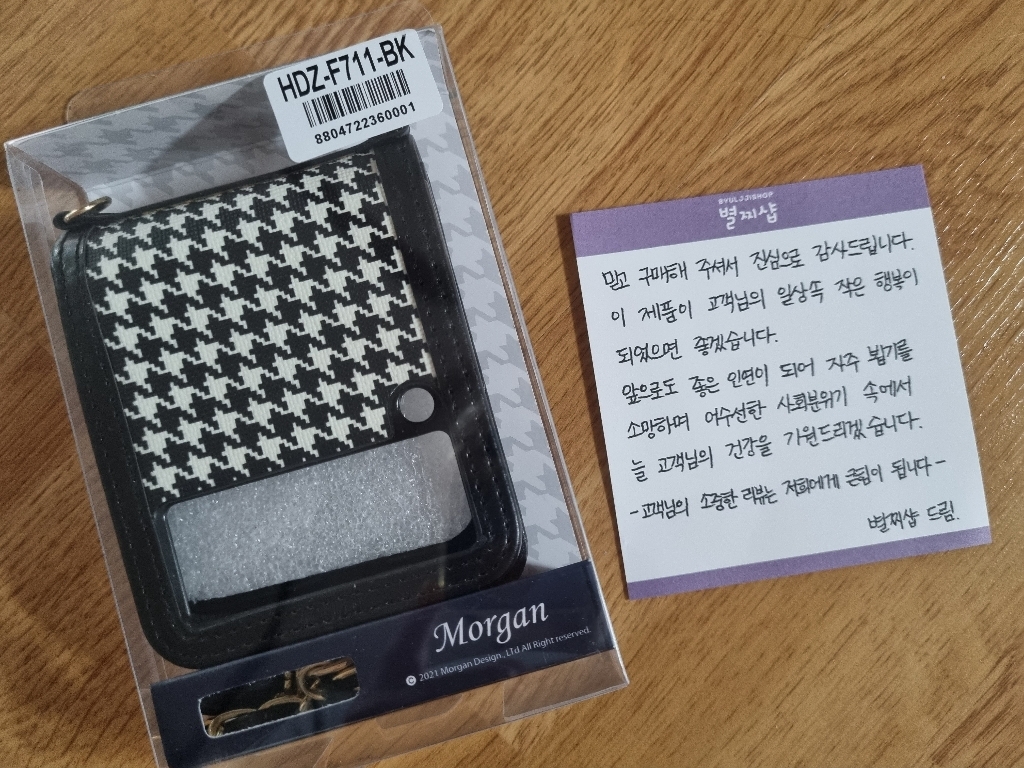 HDZ-F711-BK
8804722360001
Morgan
© 2021 Morgan Design., Ltd All Right reserved.
BYULJJISHOP
별찌샵
믿고 구매해 주셔서 진심으로 감사드립니다.
이 제품이 고객님의 일상속 작은 행복이
되었으면 좋겠습니다.
앞으로도 좋은 인연이 되어 자주 뵙기를
소망하며 어수선한 사회분위기 속에서
늘 고객님의 건강을 기원드리겠습니다.
-고객님의 소중한 리뷰는 저희에게 큰힘이 됩니다-
별찌샵 드림.